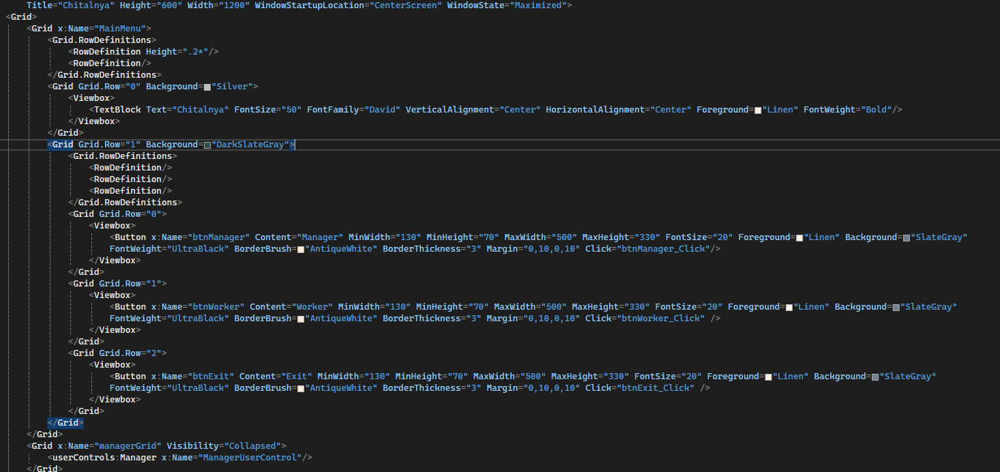 Title="Chitalnya" Height="600" Width="1200" WindowStartupLocation="CenterScreen" WindowState="Maximized">
<Grid>
<Grid x:Name="MainMenu">
<Grid.RowDefinitions>
<RowDefinition Height=".2*"/>
<RowDefinition/>
</Grid.RowDefinitions>
<Grid Grid.Row="0" Background="Silver">
<Viewbox>
<TextBlock Text="Chitalnya" FontSize="50" FontFamily="David" VerticalAlignment="Center" HorizontalAlignment="Center" Foreground="Linen" FontWeight="Bold"/>
</Viewbox>
</Grid>
<Grid Grid.Row="1" Background="DarkSlateGray">
<Grid.RowDefinitions>
<RowDefinition/>
<RowDefinition/>
<RowDefinition/>
</Grid.RowDefinitions>
<Grid Grid.Row="0">
<Viewbox>
<Button x:Name="btnManager" Content="Manager" MinWidth="130" MinHeight="70" MaxWidth="500" MaxHeight="330" FontSize="20" Foreground="Linen" Background="SlateGray"
FontWeight="UltraBlack" BorderBrush="AntiqueWhite" BorderThickness="3" Margin="0,10,0,10" Click="btnManager_Click"/>
</Viewbox>
</Grid>
<Grid Grid.Row="1">
<Viewbox>
<Button x:Name="btnWorker" Content="Worker" MinWidth="130" MinHeight="70" MaxWidth="500" MaxHeight="330" FontSize="20" Foreground="Linen" Background="SlateGray"
FontWeight="UltraBlack" BorderBrush="AntiqueWhite" BorderThickness="3" Margin="0,10,0,10" Click="btnWorker_Click" />
</Viewbox>
</Grid>
<Grid Grid.Row="2">
<Viewbox>
<Button x:Name="btnExit" Content="Exit" MinWidth="130" MinHeight="70" MaxWidth="500" MaxHeight="330" FontSize="20" Foreground="Linen" Background="SlateGray"
FontWeight="UltraBlack" BorderBrush="AntiqueWhite" BorderThickness="3" Margin="0,10,0,10" Click="btnExit_Click" />
</Viewbox>
</Grid>
</Grid>
</Grid>
<Grid x:Name="managerGrid" Visibility="Collapsed">
<userControls:Manager x:Name="ManagerUserControl"/>
</Grid>